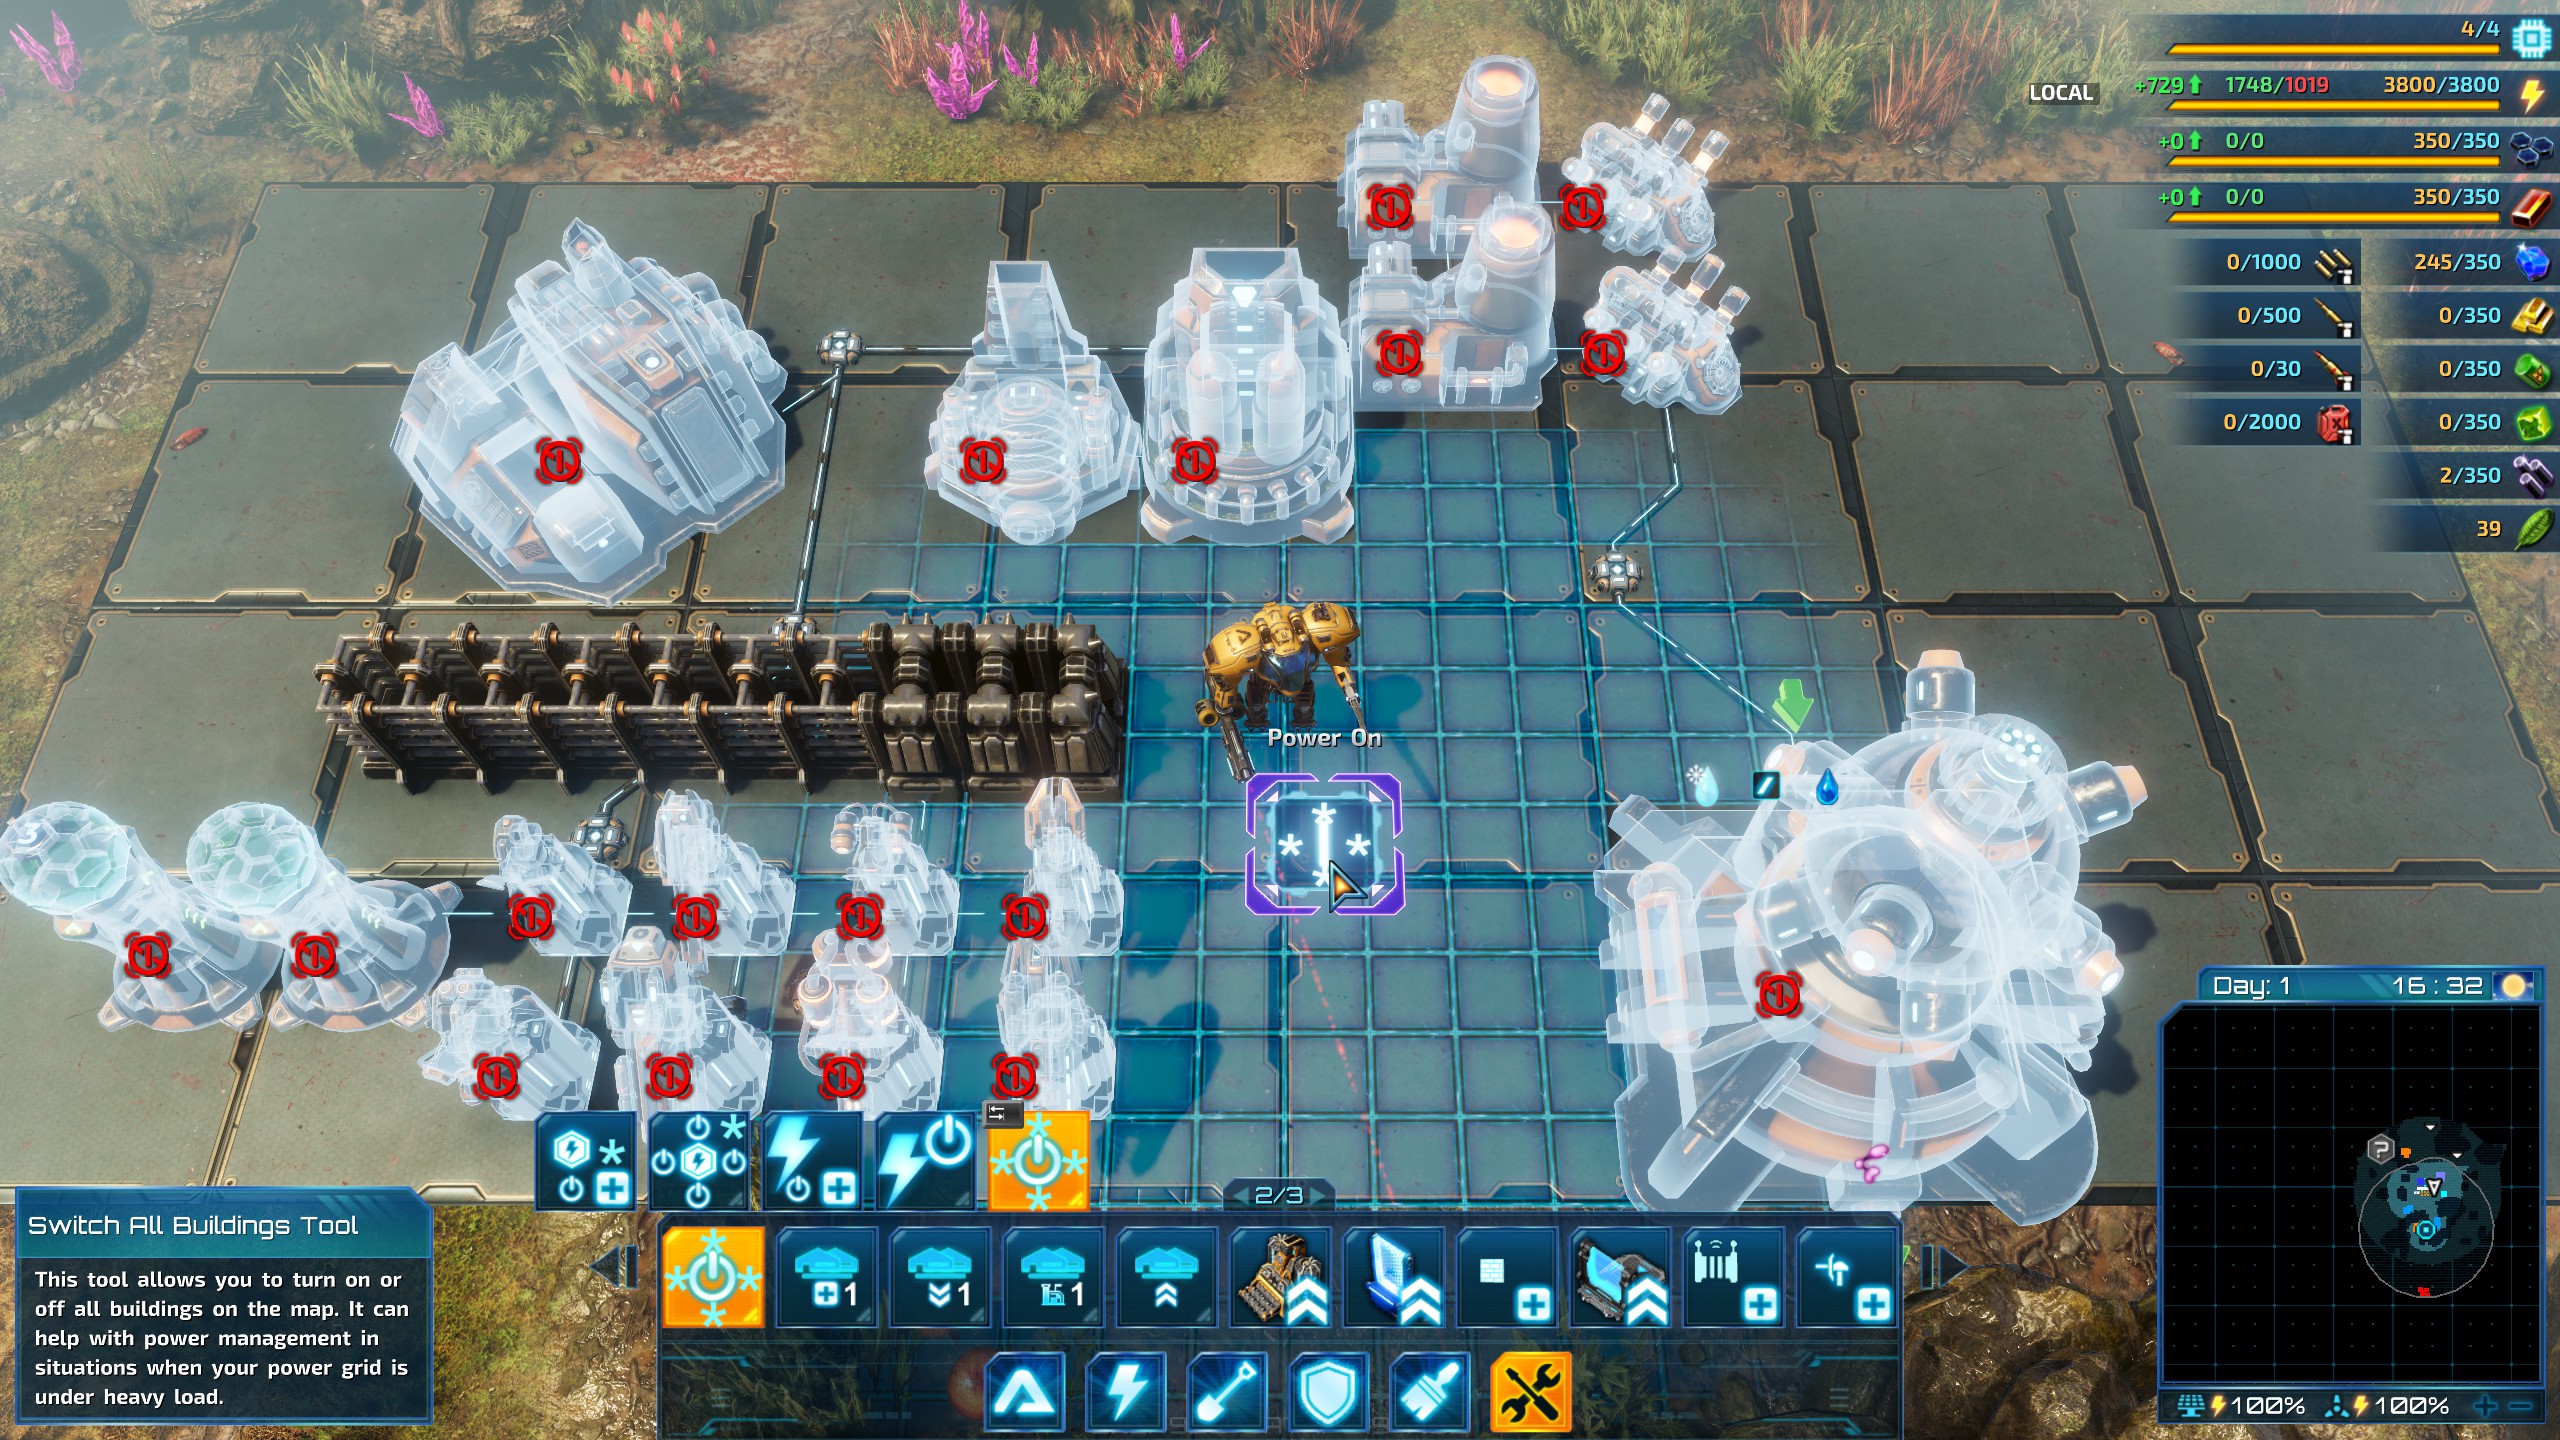 4/4
LOCAL
+729 1748/1019 3800/3800
+0 0/0 350/350
+0 0/0 350/350
0/1000 245/350
0/500 0/350
0/30 0/350
0/2000 0/350
2/350
39
Power On
3
Day: 1 16:32
2/3
Switch All Buildings Tool
This tool allows you to turn on or
off all buildings on the map. It can
help with power management in
situations when your power grid is
under heavy load.
1
1
1
?
100% 100%